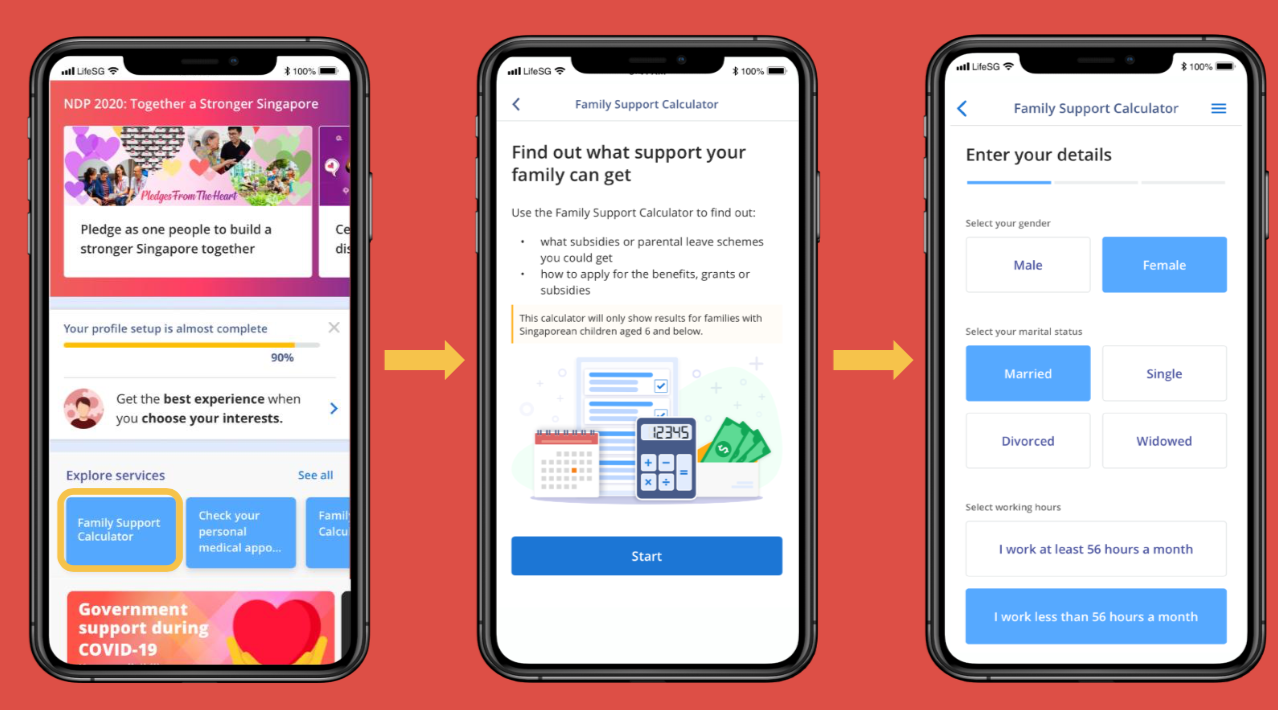 LifeSG
100%
NDP 2020: Together a Stronger Singapore
Pledges From The Heart
Pledge as one people to build a
stronger Singapore together
Ce
dis
Your profile setup is almost complete
90%
Get the best experience when
you choose your interests.
Explore services
See all
Family Support
Calculator
Check your
personal
medical appo...
Famil
Calcu
Government
support during
COVID-19
LifeSG
100%
Family Support Calculator
Find out what support your
family can get
Use the Family Support Calculator to find out:
• what subsidies or parental leave schemes
you could get
• how to apply for the benefits, grants or
subsidies
This calculator will only show results for families with
Singaporean children aged 6 and below.
12345
+ −
× ÷ =
$
Start
LifeSG
100%
Family Support Calculator
Enter your details
Select your gender
Male
Female
Select your marital status
Married
Single
Divorced
Widowed
Select working hours
I work at least 56 hours a month
I work less than 56 hours a month